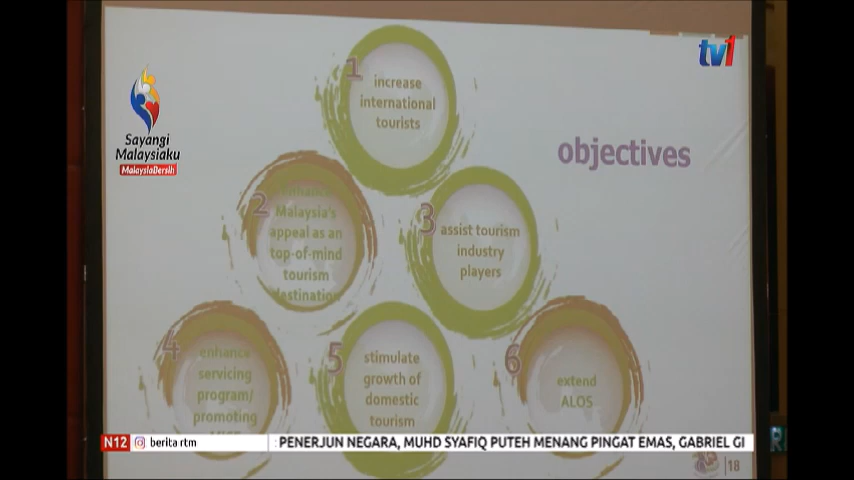 tv1
Sayangi
Malaysiaku
MalaysiaBersih
objectives
1
increase
international
tourists
2
enhance
Malaysia's
appeal as an
top-of-mind
tourism
destination
3
assist tourism
industry
players
4
enhance
servicing
program/
promoting
5
stimulate
growth of
domestic
tourism
6
extend
ALOS
N12 berita rtm : PENERJUN NEGARA, MUHD SYAFIQ PUTEH MENANG PINGAT EMAS, GABRIEL GI
18